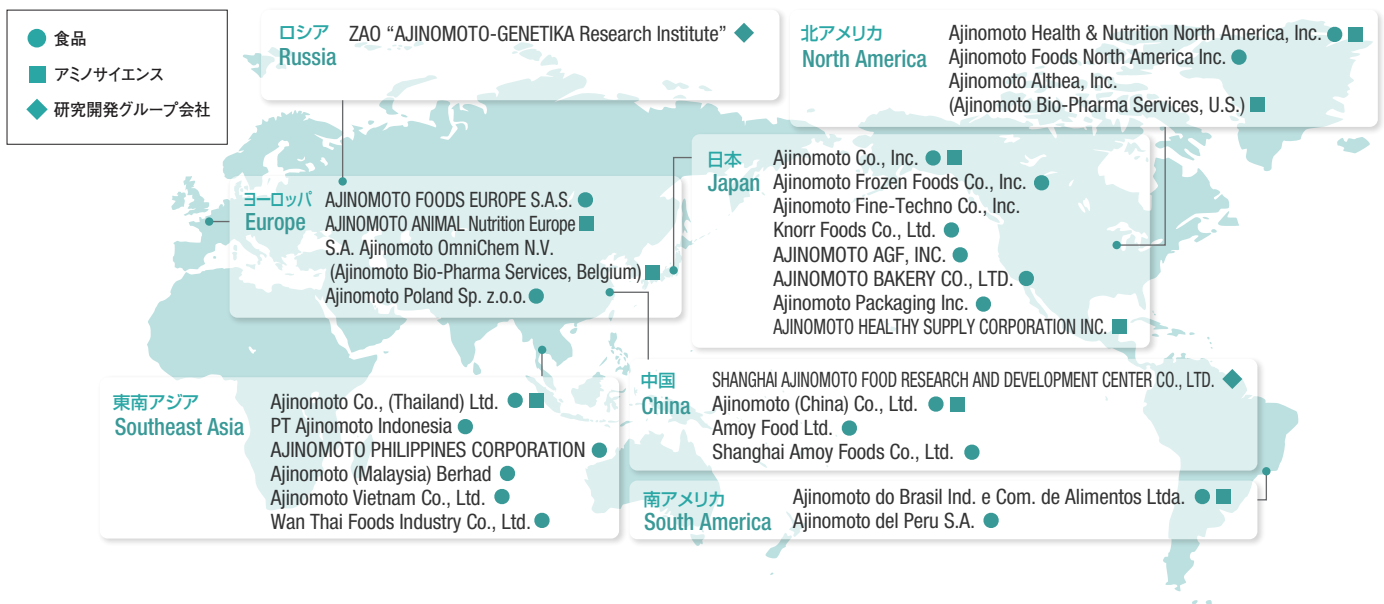 ● 食品
■ アミノサイエンス
◆ 研究開発グループ会社
ロシア
Russia
ZAO “AJINOMOTO-GENETIKA Research Institute” ◆
北アメリカ
North America
Ajinomoto Health & Nutrition North America, Inc. ● ■
Ajinomoto Foods North America Inc. ●
Ajinomoto Althea, Inc.
(Ajinomoto Bio-Pharma Services, U.S.) ■
ヨーロッパ
Europe
AJINOMOTO FOODS EUROPE S.A.S. ●
AJINOMOTO ANIMAL Nutrition Europe ■
S.A. Ajinomoto OmniChem N.V.
(Ajinomoto Bio-Pharma Services, Belgium) ■
Ajinomoto Poland Sp. z.o.o. ●
日本
Japan
Ajinomoto Co., Inc. ● ■
Ajinomoto Frozen Foods Co., Inc. ●
Ajinomoto Fine-Techno Co., Inc.
Knorr Foods Co., Ltd. ●
AJINOMOTO AGF, INC. ●
AJINOMOTO BAKERY CO., LTD. ●
Ajinomoto Packaging Inc. ●
AJINOMOTO HEALTHY SUPPLY CORPORATION INC. ■
東南アジア
Southeast Asia
Ajinomoto Co., (Thailand) Ltd. ● ■
PT Ajinomoto Indonesia ●
AJINOMOTO PHILIPPINES CORPORATION ●
Ajinomoto (Malaysia) Berhad ●
Ajinomoto Vietnam Co., Ltd. ●
Wan Thai Foods Industry Co., Ltd. ●
中国
China
SHANGHAI AJINOMOTO FOOD RESEARCH AND DEVELOPMENT CENTER CO., LTD. ◆
Ajinomoto (China) Co., Ltd. ● ■
Amoy Food Ltd. ●
Shanghai Amoy Foods Co., Ltd. ●
南アメリカ
South America
Ajinomoto do Brasil Ind. e Com. de Alimentos Ltda. ● ■
Ajinomoto del Peru S.A. ●